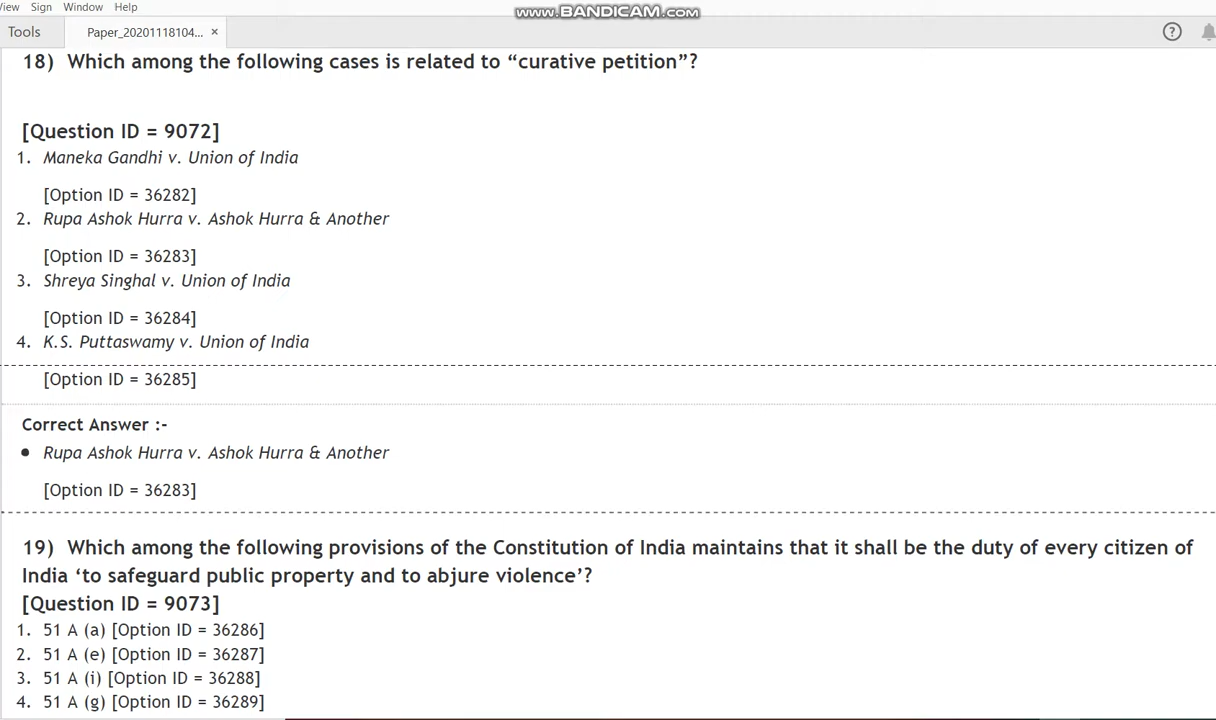 View Sign Window Help
www.BANDICAM.com
Tools
Paper_20201118104... ×
?
18) Which among the following cases is related to “curative petition”?
[Question ID = 9072]
1. Maneka Gandhi v. Union of India
[Option ID = 36282]
2. Rupa Ashok Hurra v. Ashok Hurra & Another
[Option ID = 36283]
3. Shreya Singhal v. Union of India
[Option ID = 36284]
4. K.S. Puttaswamy v. Union of India
[Option ID = 36285]
Correct Answer :-
• Rupa Ashok Hurra v. Ashok Hurra & Another
[Option ID = 36283]
19) Which among the following provisions of the Constitution of India maintains that it shall be the duty of every citizen of
India ‘to safeguard public property and to abjure violence’?
[Question ID = 9073]
1. 51 A (a) [Option ID = 36286]
2. 51 A (e) [Option ID = 36287]
3. 51 A (i) [Option ID = 36288]
4. 51 A (g) [Option ID = 36289]